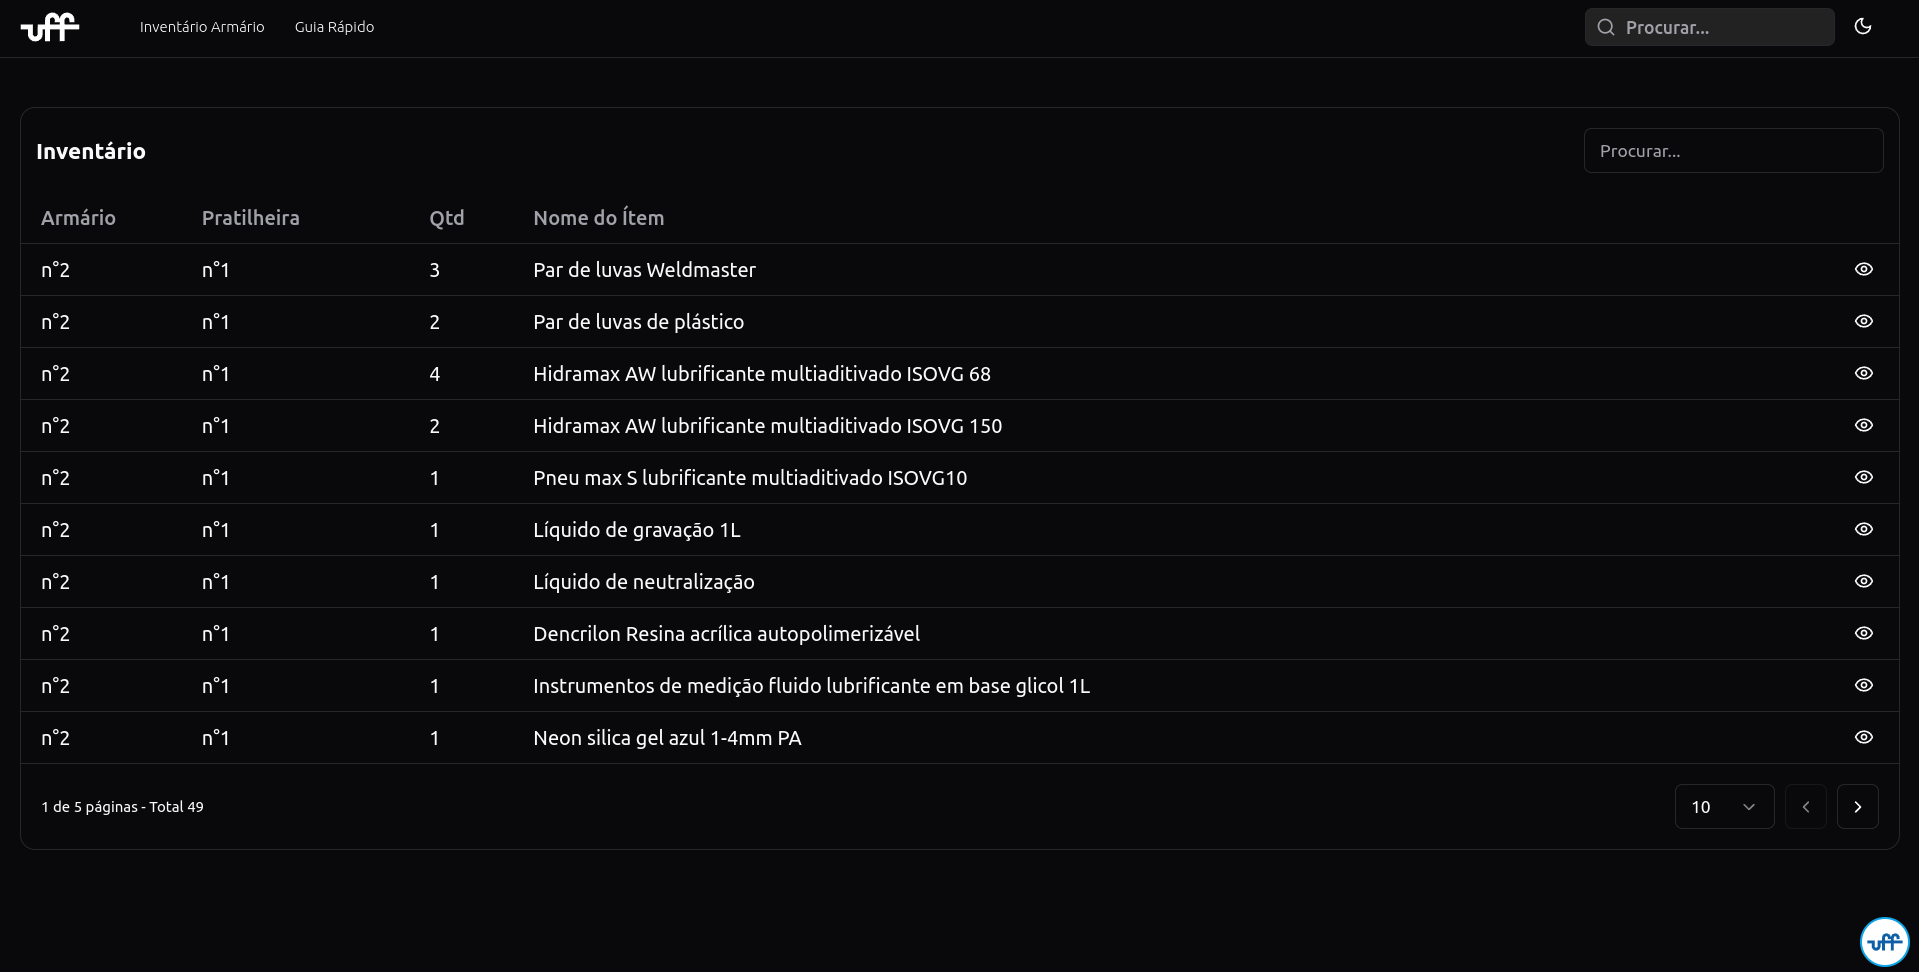 uff Inventário Armário Guia Rápido Procurar...
Inventário Procurar...
Armário Pratilheira Qtd Nome do Ítem
n°2 n°1 3 Par de luvas Weldmaster
n°2 n°1 2 Par de luvas de plástico
n°2 n°1 4 Hidramax AW lubrificante multiaditivado ISOVG 68
n°2 n°1 2 Hidramax AW lubrificante multiaditivado ISOVG 150
n°2 n°1 1 Pneu max S lubrificante multiaditivado ISOVG10
n°2 n°1 1 Líquido de gravação 1L
n°2 n°1 1 Líquido de neutralização
n°2 n°1 1 Dencrilon Resina acrílica autopolimerizável
n°2 n°1 1 Instrumentos de medição fluido lubrificante em base glicol 1L
n°2 n°1 1 Neon silica gel azul 1-4mm PA
1 de 5 páginas - Total 49 10
uff